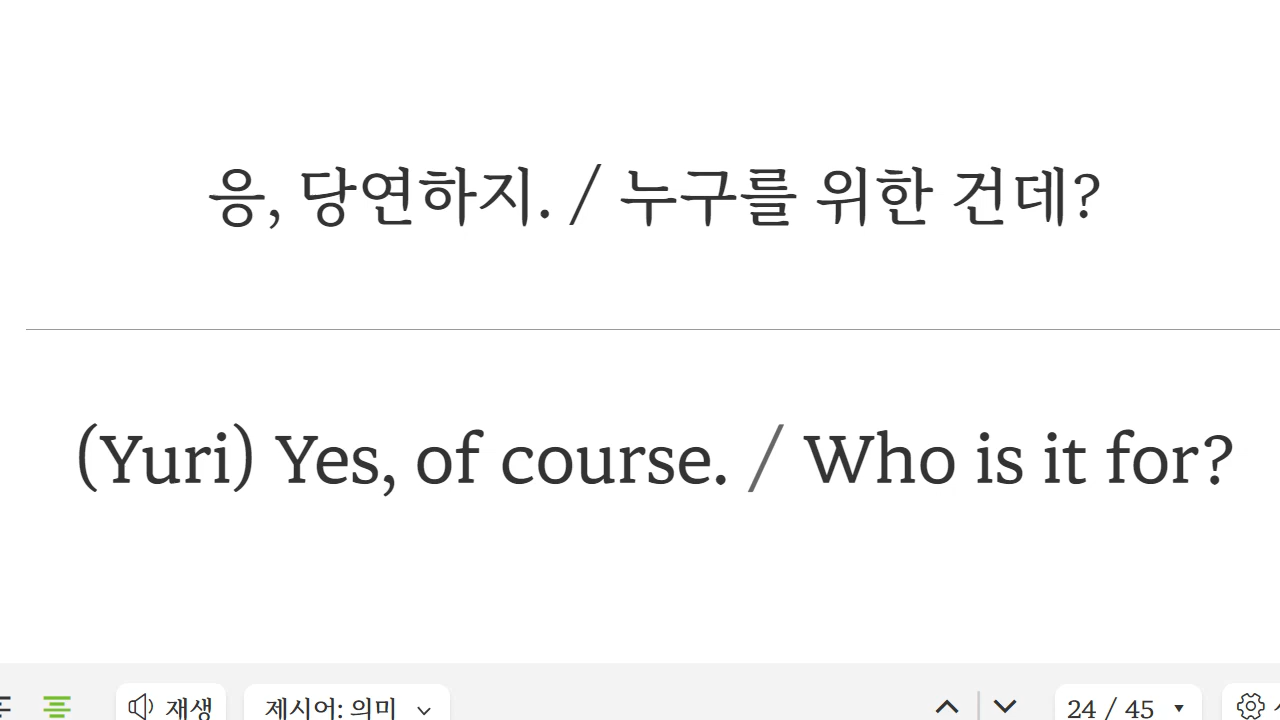 응, 당연하지. / 누구를 위한 건데?
(Yuri) Yes, of course. / Who is it for?
재생 제시어: 의미 24 / 45